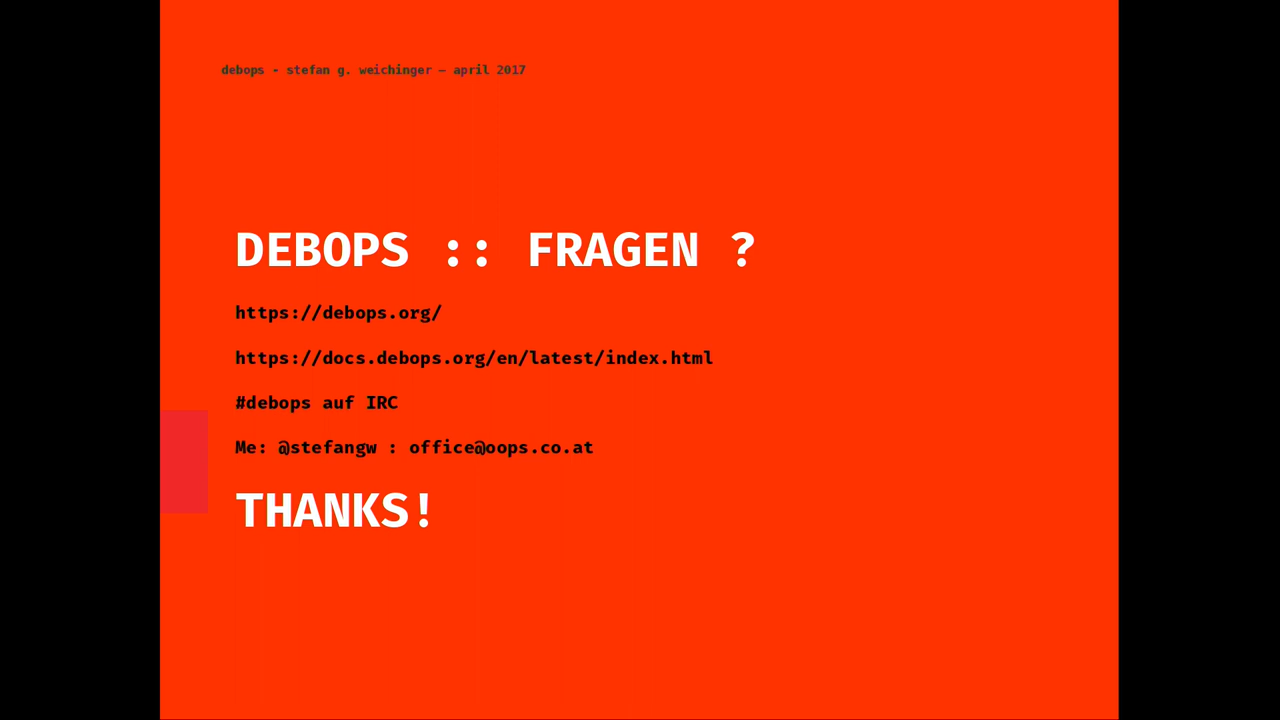 debops - stefan g. weichinger – april 2017
DEBOPS :: FRAGEN ?
https://debops.org/
https://docs.debops.org/en/latest/index.html
#debops auf IRC
Me: @stefangw : office@oops.co.at
THANKS!